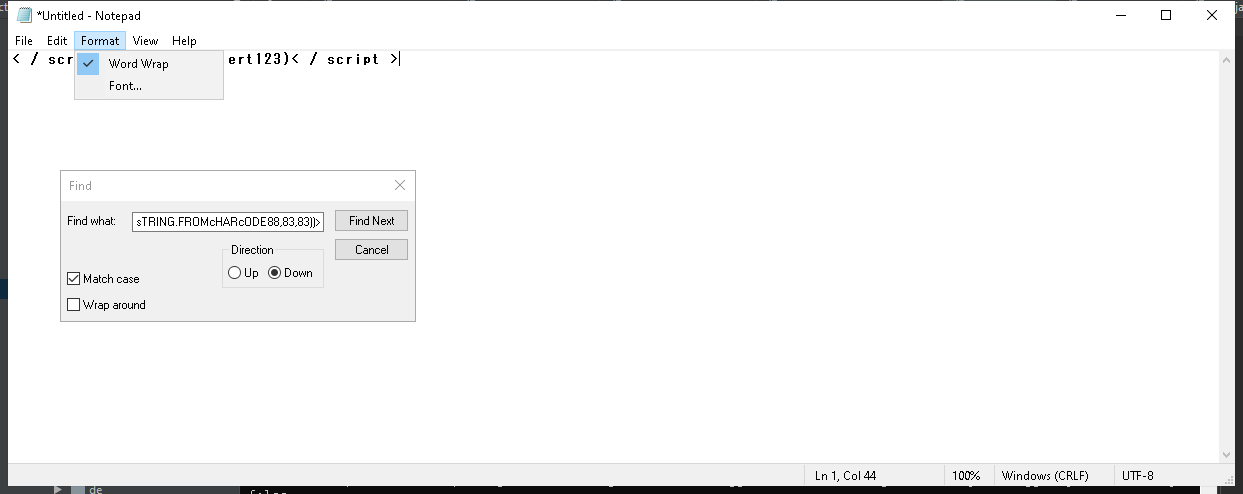 *Untitled - Notepad
File Edit Format View Help
< / scr ert123)< / script >
Word Wrap
Font...
Find
Find what: sTRING.FROMcHARcODE88,83,83))> Find Next
Direction Cancel
Up Down
Match case
Wrap around
Ln 1, Col 44 100% Windows (CRLF) UTF-8
de